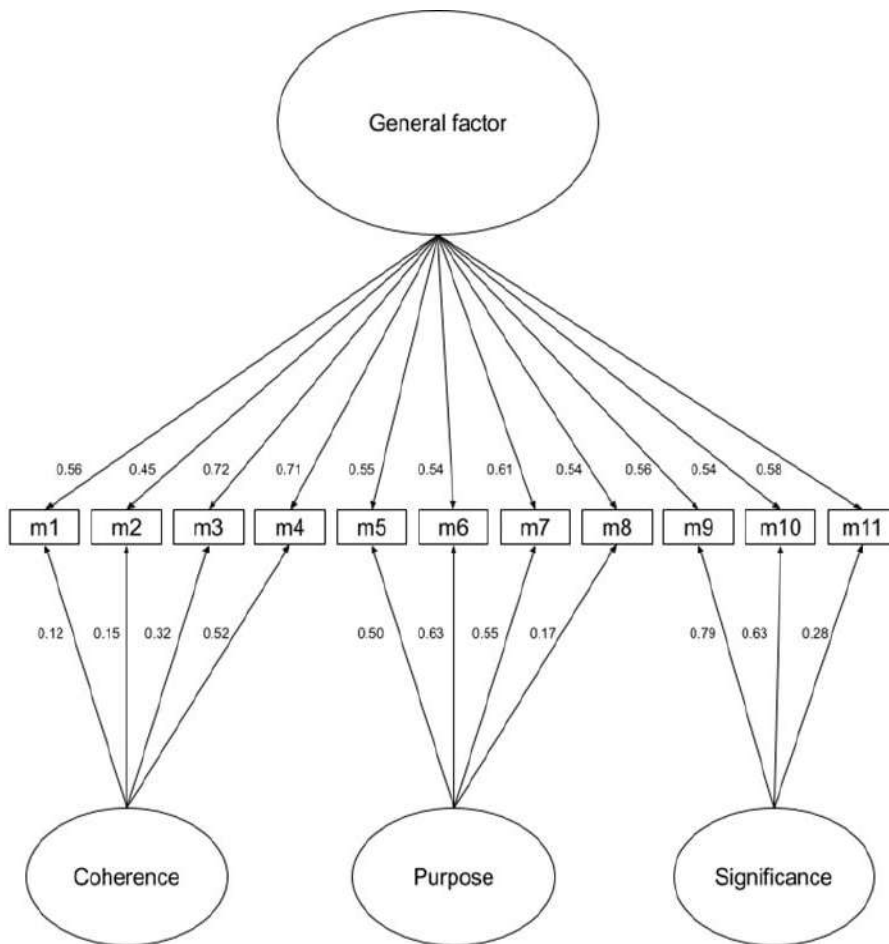 General factor
0.56 0.45 0.72 0.71 0.55 0.54 0.61 0.54 0.56 0.54 0.58
m1 m2 m3 m4 m5 m6 m7 m8 m9 m10 m11
0.12 0.15 0.32 0.52 0.50 0.63 0.55 0.17 0.79 0.63 0.28
Coherence Purpose Significance